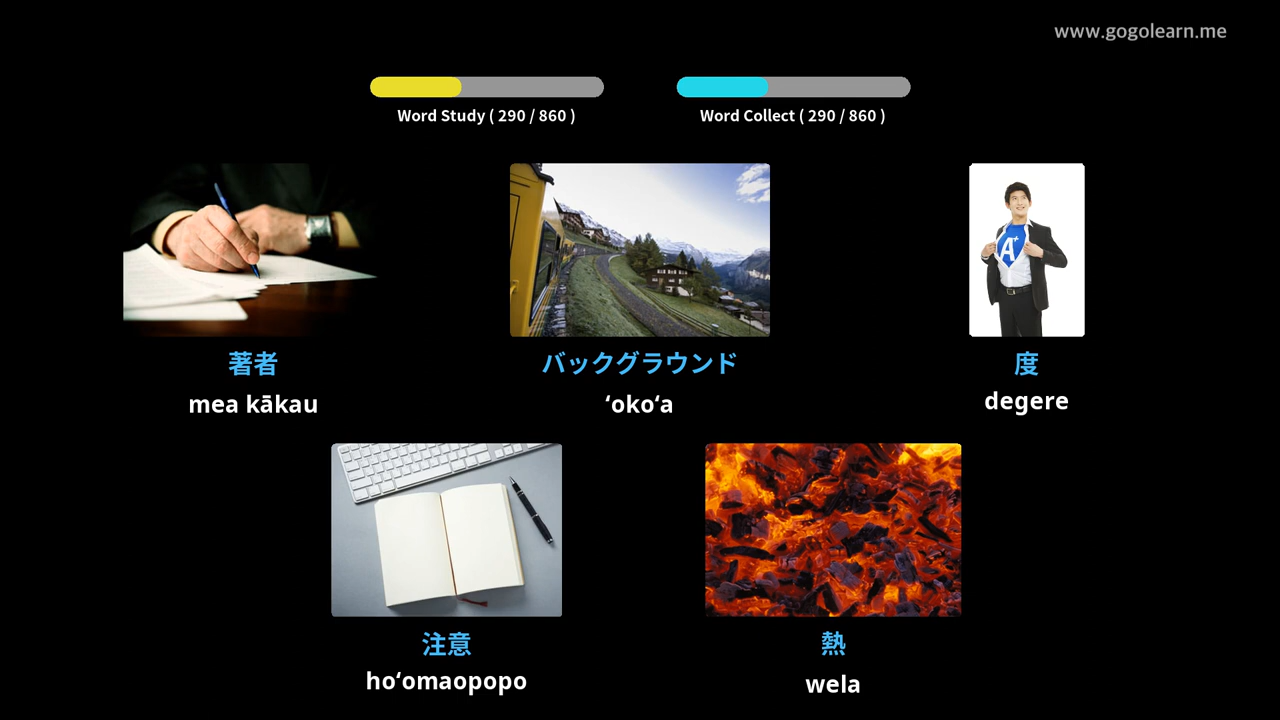 www.gogolearn.me
Word Study ( 290 / 860 )
Word Collect ( 290 / 860 )
A+
著者
mea kākau
バックグラウンド
ʻokoʻa
度
degere
注意
hoʻomaopopo
熱
wela